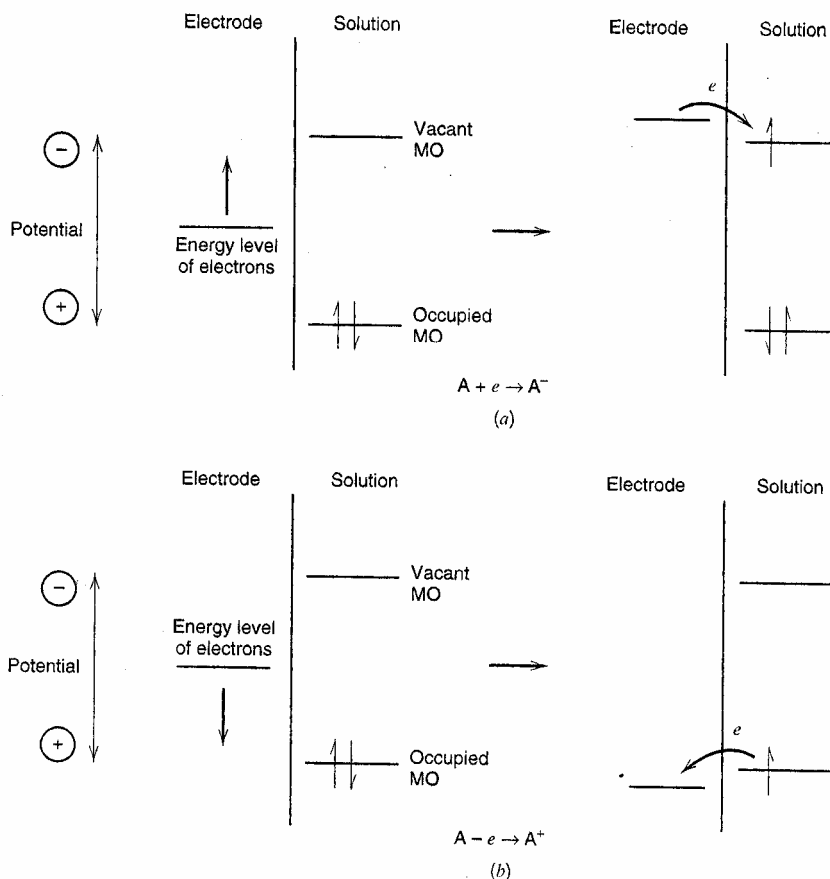 Electrode Solution Electrode Solution
e
Vacant
MO
−
Potential
Energy level
of electrons
+
Occupied
MO
A + e → A⁻
(a)
Electrode Solution Electrode Solution
Vacant
MO
−
Energy level
of electrons
Potential
e
+
Occupied
MO
A − e → A⁺
(b)